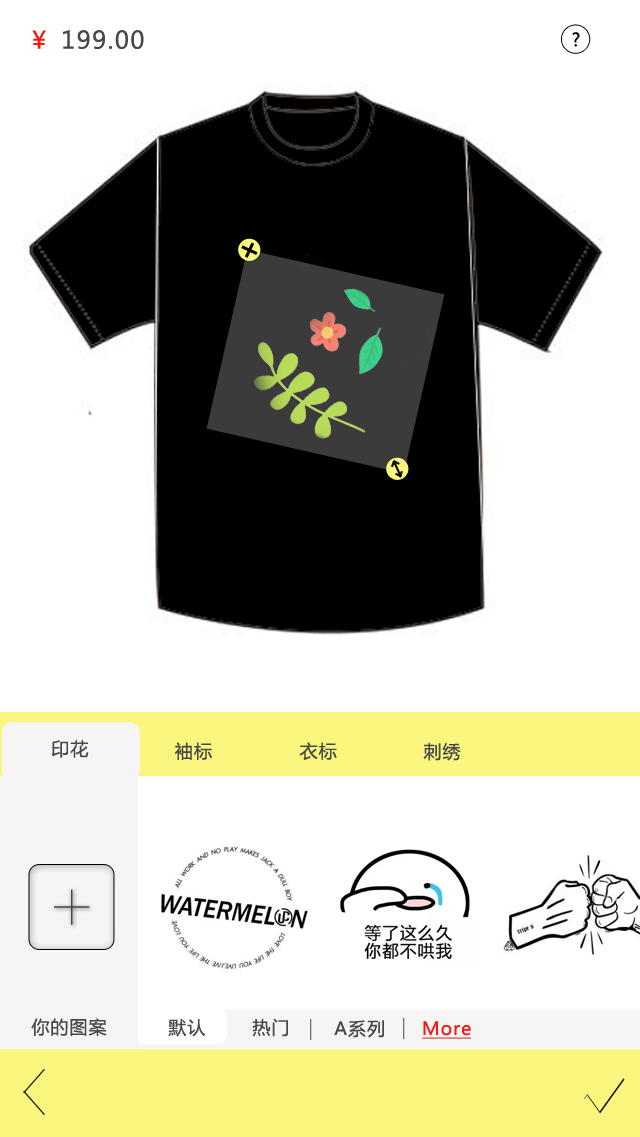 ¥ 199.00
?
印花
袖标
衣标
刺绣
ALL WORK AND NO PLAY MAKES JACK A DULL BOY
WATERMELON
LOVE THE LIFE YOU LIVE LIVE THE LIFE YOU LOVE
等了这么久
你都不哄我
你的图案
默认
热门
A系列
More